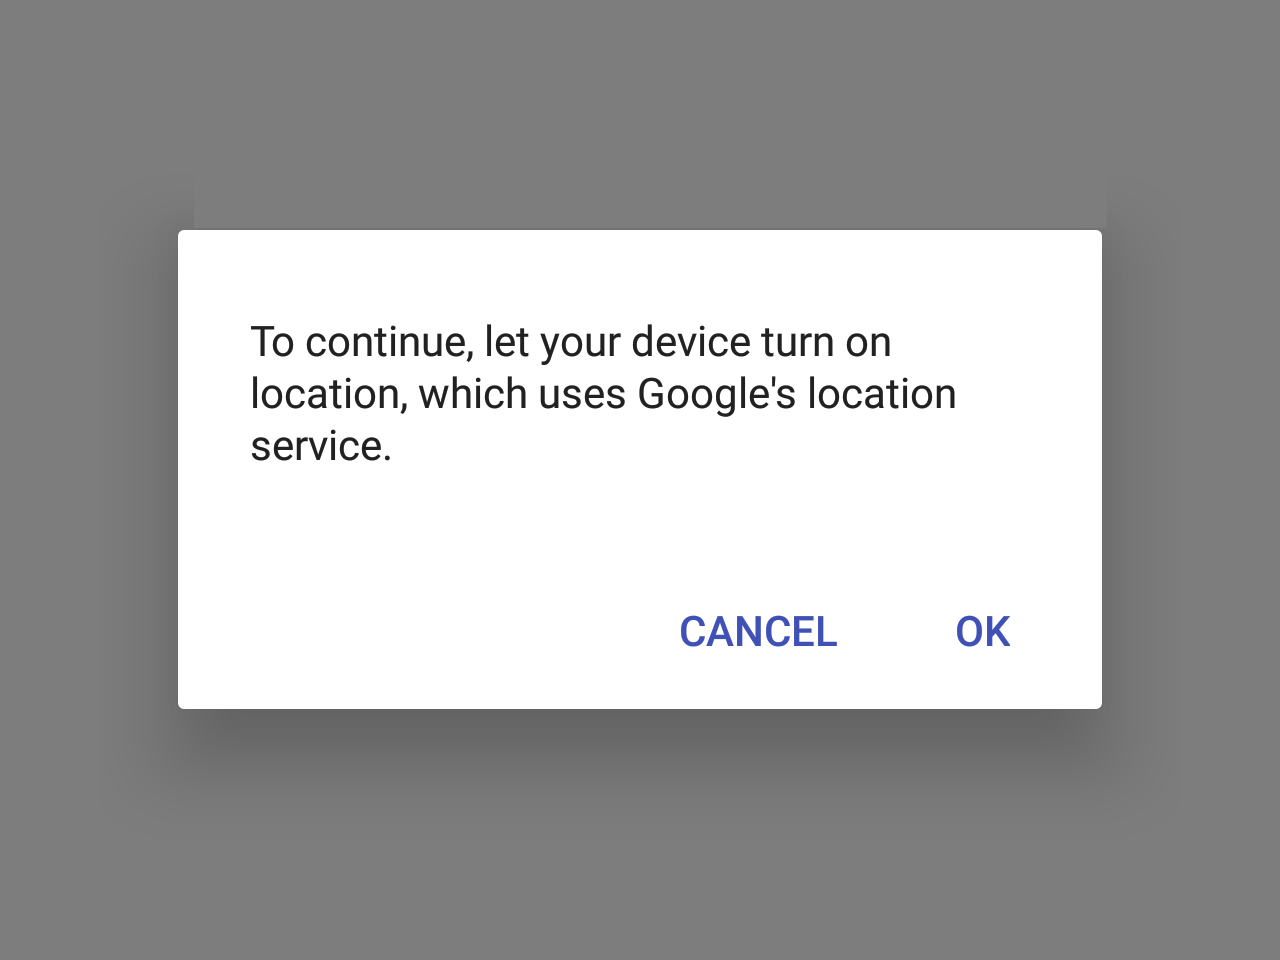 To continue, let your device turn on
location, which uses Google's location
service.
CANCEL OK